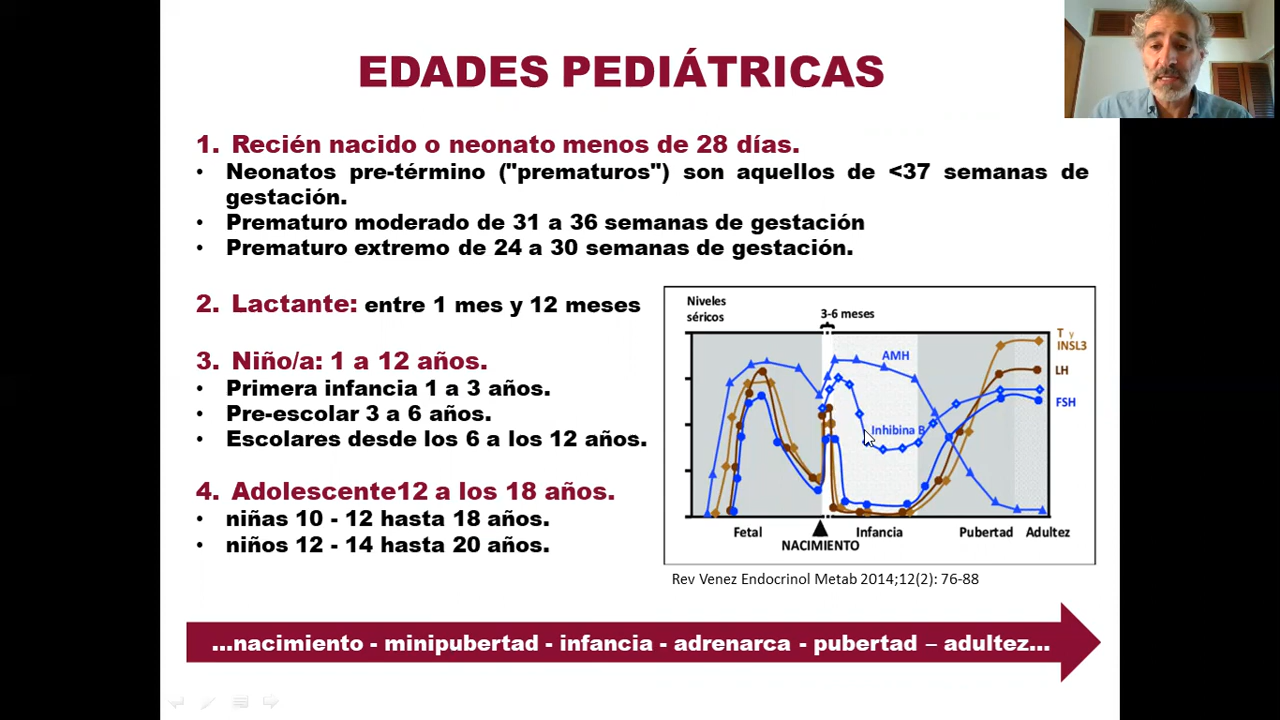 EDADES PEDIÁTRICAS
1. Recién nacido o neonato menos de 28 días.
• Neonatos pre-término ("prematuros") son aquellos de <37 semanas de
gestación.
• Prematuro moderado de 31 a 36 semanas de gestación
• Prematuro extremo de 24 a 30 semanas de gestación.
2. Lactante: entre 1 mes y 12 meses
3. Niño/a: 1 a 12 años.
• Primera infancia 1 a 3 años.
• Pre-escolar 3 a 6 años.
• Escolares desde los 6 a los 12 años.
4. Adolescente12 a los 18 años.
• niñas 10 - 12 hasta 18 años.
• niños 12 - 14 hasta 20 años.
Niveles
séricos
3-6 meses
AMH
Inhibina B
T y
INSL3
LH
FSH
Fetal
NACIMIENTO
Infancia
Pubertad
Adultez
Rev Venez Endocrinol Metab 2014;12(2): 76-88
...nacimiento - minipubertad - infancia - adrenarca - pubertad – adultez...